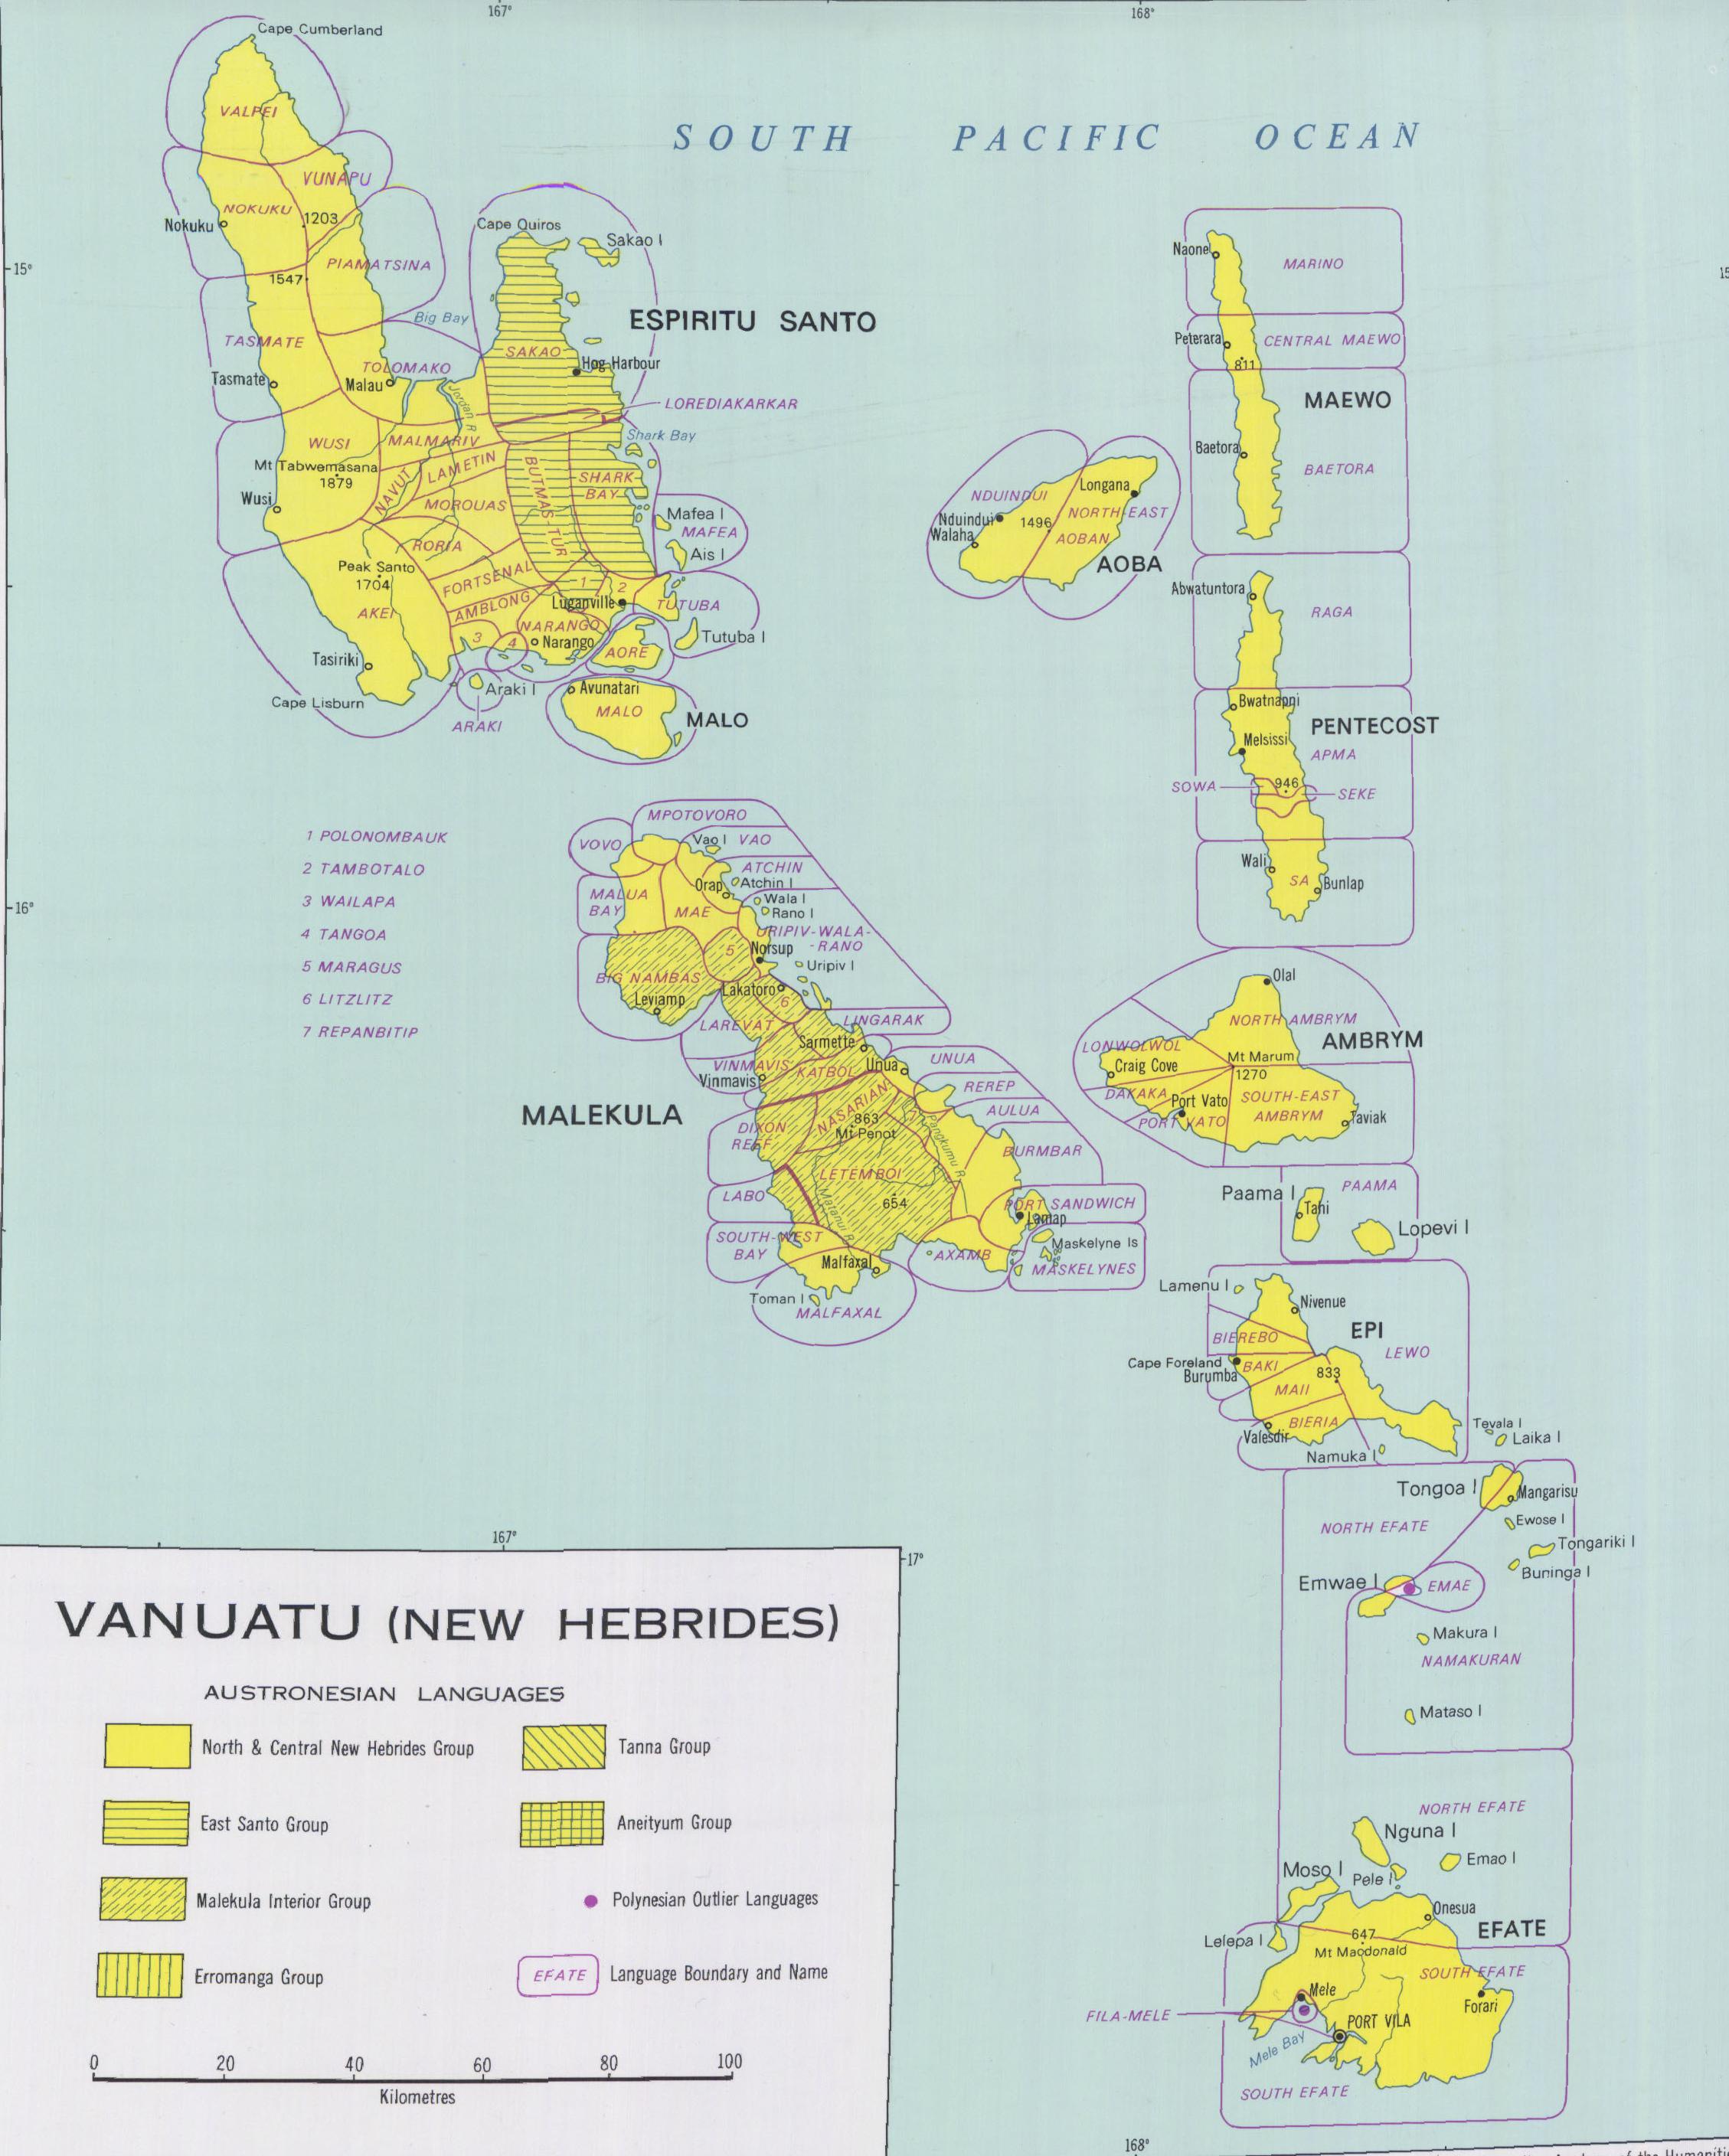 167°
168°
Cape Cumberland
VALPEI
SOUTH PACIFIC OCEAN
VUNAPU
NOKUKU
1203
Nokuku
Cape Quiros
Sakao I
PIAMATSINA
15°
15
1547
Naone
MARINO
Big Bay
ESPIRITU SANTO
TASMATE
Peterara
CENTRAL MAEWO
SAKAO
811
TOLOMAKO
Hog Harbour
Tasmate
Malau
Jordan R
MAEWO
LOREDIAKARKAR
WUSI
MALMARIV
Shark Bay
Baetora
BAETORA
Mt Tabwemasana
1879
LAMETIN
NAVUT
BUTMAS-TUR
SHARK
BAY
Wusi
MOROUAS
Mafea I
MAFEA
Ais I
NDUINDUI
Longana
Nduindui
1496
NORTH-EAST
Walaha
AOBAN
AOBA
RORIA
Peak Santo
1704
FORTSENAL
1
2
Abwatuntora
RAGA
AKEI
AMBLONG
Luganville
TUTUBA
NARANGO
3
4
Narango
Tutuba I
AORE
Tasiriki
Araki I
Avunatari
Cape Lisburn
MALO
MALO
ARAKI
Bwatnapni
PENTECOST
Melsissi
APMA
SOWA
946
SEKE
1 POLONOMBAUK
2 TAMBOTALO
3 WAILAPA
4 TANGOA
5 MARAGUS
6 LITZLITZ
7 REPANBITIP
MPOTOVORO
VOVO
Vao I
VAO
ATCHIN
Orap
Atchin I
MALUA
BAY
MAE
Wala I
Rano I
Wali
SA
Bunlap
16°
URIPIV-WALA-
-RANO
5
Norsup
Uripiv I
BIG NAMBAS
Leviamp
Lakatoro
6
LAREVAT
LINGARAK
Sarmette
Olal
NORTH AMBRYM
AMBRYM
LONWOLWOL
Craig Cove
Mt Marum
1270
DAKAKA
Port Vato
SOUTH-EAST
AMBRYM
PORT VATO
Taviak
VINMAVIS
Vinmavis
KATBOL
Unua
UNUA
MALEKULA
REREP
NASARIAN
7
AULUA
863
Mt Penot
DIXON
REEF
Pangkumu R
BURMBAR
LETEMBOI
LABO
Matanui R
654
PORT SANDWICH
Lamap
SOUTH-WEST
BAY
Maskelyne Is
AXAMB
MASKELYNES
Malfaxal
Toman I
MALFAXAL
Paama I
PAAMA
Tahi
Lopevi I
Lamenu I
Nivenue
EPI
BIEREBO
LEWO
Cape Foreland
BAKI
833
Burumba
MAII
BIERIA
Valesdir
Namuka I
Tevala I
Laika I
Tongoa I
Mangarisu
NORTH EFATE
Ewose I
Tongariki I
Buninga I
Emwae I
EMAE
Makura I
NAMAKURAN
Mataso I
NORTH EFATE
Nguna I
Emao I
Moso I
Pele I
Onesua
Lelepa I
647
Mt Macdonald
EFATE
SOUTH EFATE
Mele
Forari
FILA-MELE
PORT VILA
Mele Bay
SOUTH EFATE
167°
17°
VANUATU (NEW HEBRIDES)
AUSTRONESIAN LANGUAGES
North & Central New Hebrides Group
Tanna Group
East Santo Group
Aneityum Group
Malekula Interior Group
Polynesian Outlier Languages
Erromanga Group
EFATE
Language Boundary and Name
0 20 40 60 80 100
Kilometres
168°